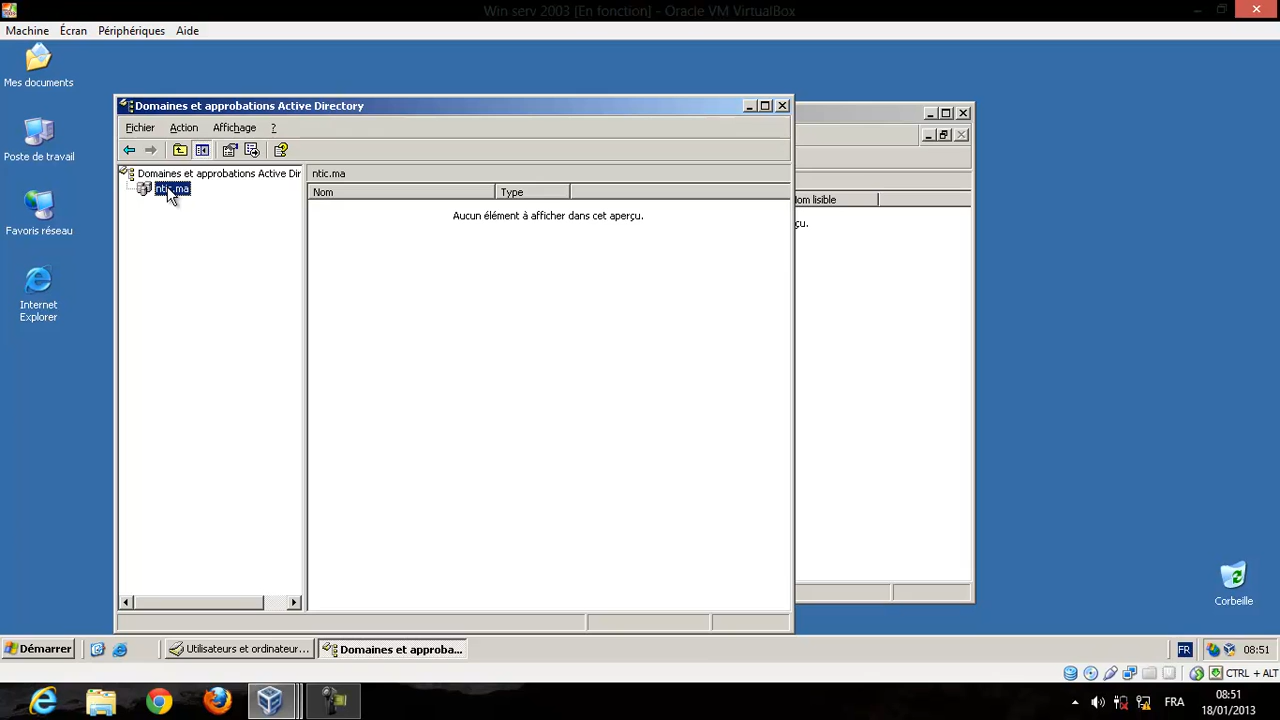 Win serv 2003 [En fonction] - Oracle VM VirtualBox
Machine Écran Périphériques Aide
Mes documents
Poste de travail
Favoris réseau
Internet
Explorer
Domaines et approbations Active Directory
Fichier Action Affichage ?
Domaines et approbations Active Dir
ntic.ma
ntic.ma
Nom Type
Aucun élément à afficher dans cet aperçu.
om lisible
çu.
Corbeille
Démarrer
Utilisateurs et ordinateur...
Domaines et approba...
FR
08:51
CTRL + ALT
FRA
08:51
18/01/2013